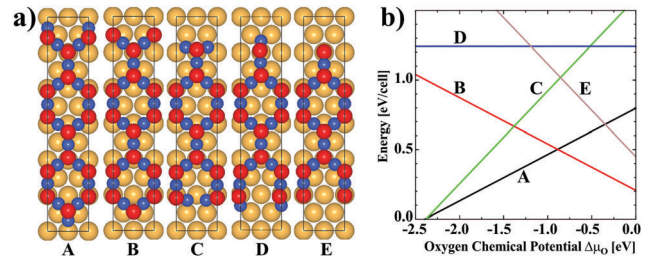 a)
A B C D E
b)
Energy [eV/cell]
1.0
0.5
0.0
-2.5 -2.0 -1.5 -1.0 -0.5 0.0
Oxygen Chemical Potential Δμ_O [eV]
D
B
C
E
A